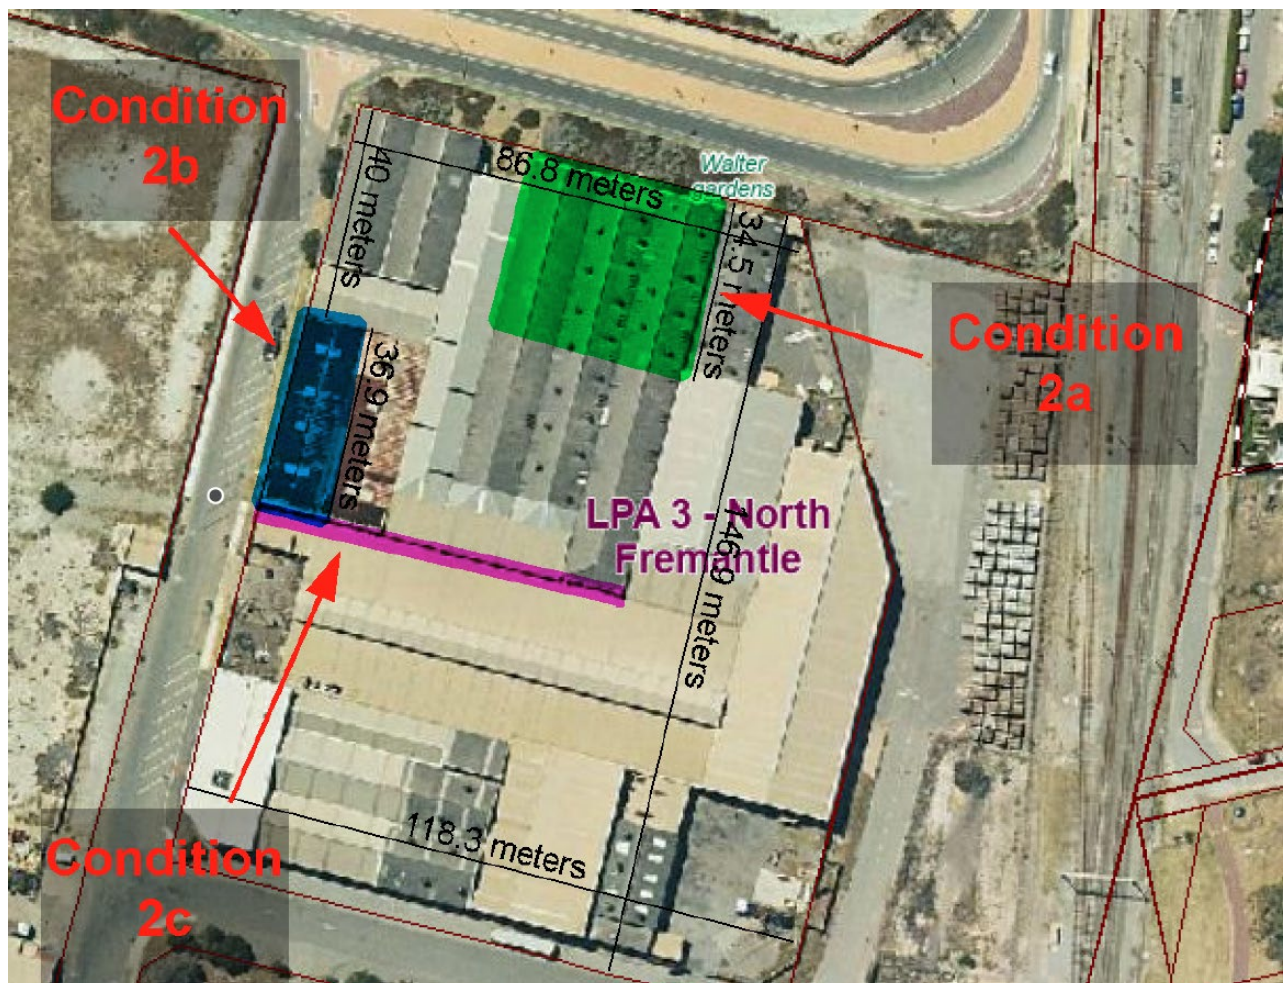 Condition
2b
40 meters
86.8 meters
Walter
gardens
34.5 meters
Condition
2a
36.9 meters
LPA 3 - North
Fremantle
146.9 meters
118.3 meters
Condition
2c